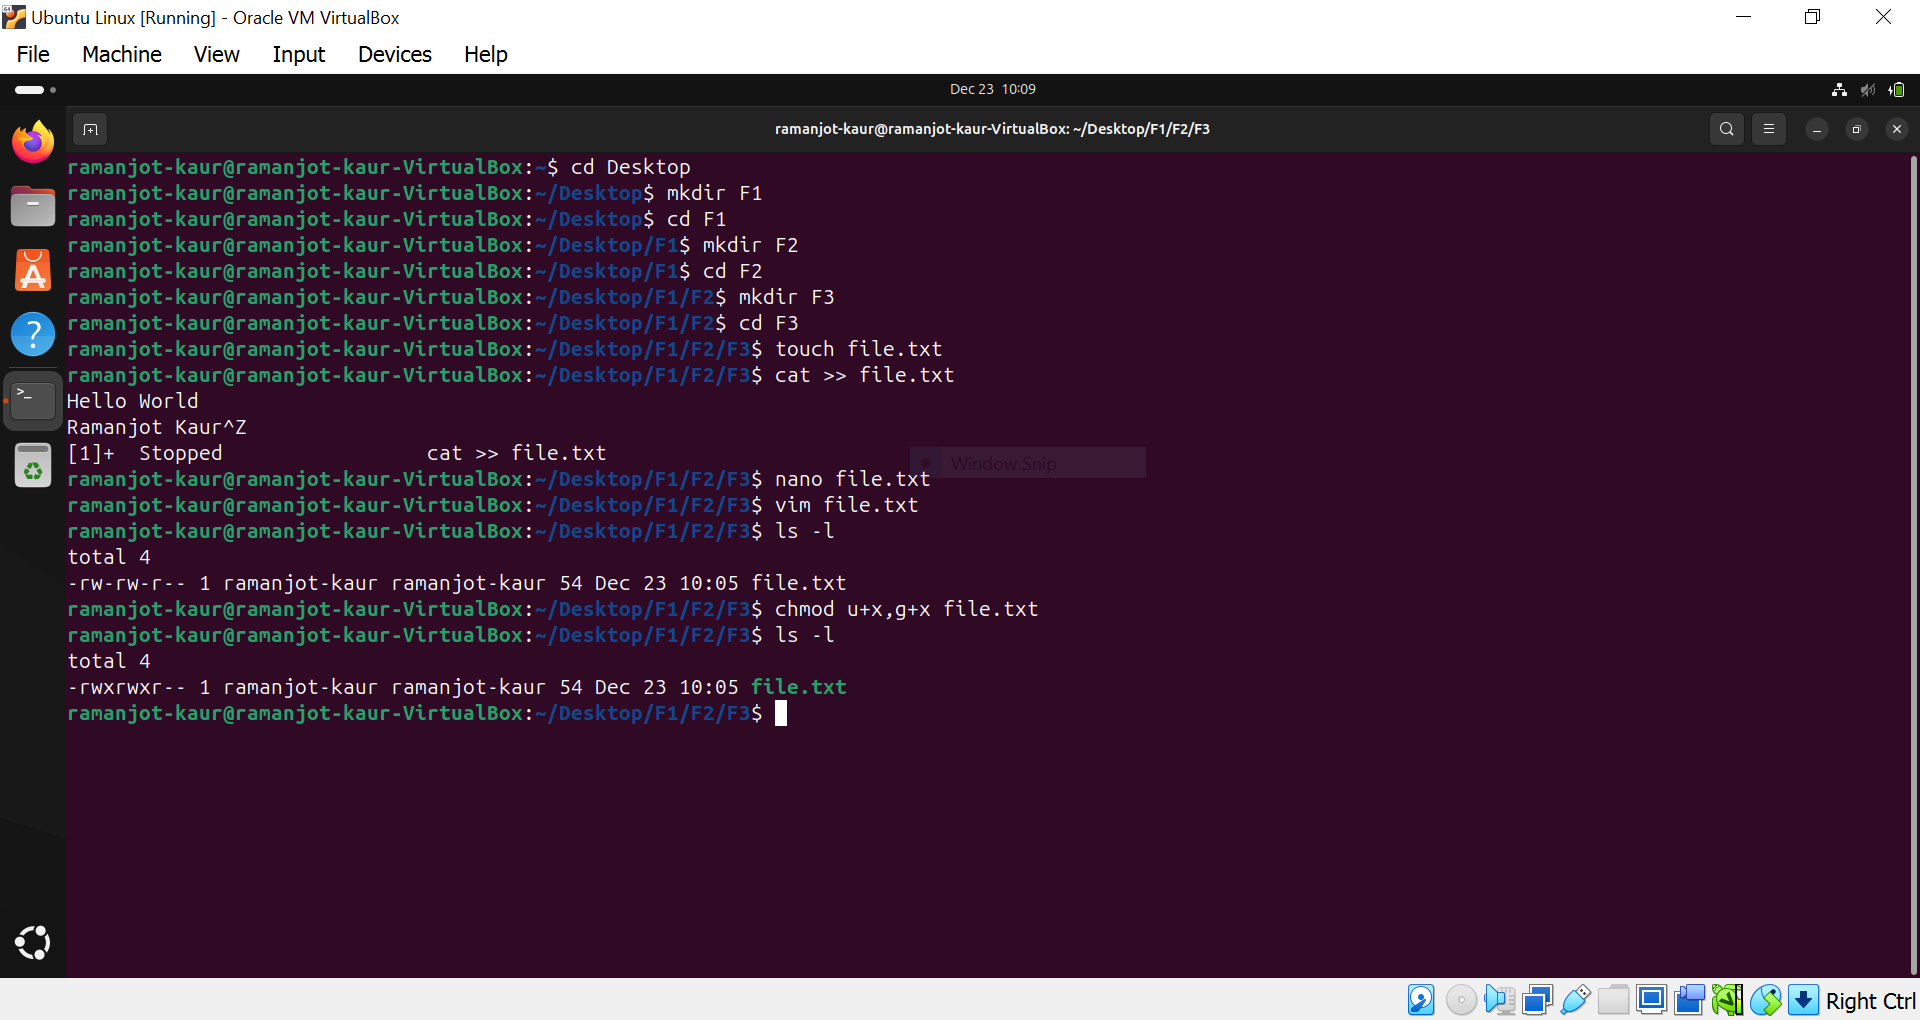 Ubuntu Linux [Running] - Oracle VM VirtualBox
File Machine View Input Devices Help
Dec 23 10:09
ramanjot-kaur@ramanjot-kaur-VirtualBox: ~/Desktop/F1/F2/F3
ramanjot-kaur@ramanjot-kaur-VirtualBox:~$ cd Desktop
ramanjot-kaur@ramanjot-kaur-VirtualBox:~/Desktop$ mkdir F1
ramanjot-kaur@ramanjot-kaur-VirtualBox:~/Desktop$ cd F1
ramanjot-kaur@ramanjot-kaur-VirtualBox:~/Desktop/F1$ mkdir F2
ramanjot-kaur@ramanjot-kaur-VirtualBox:~/Desktop/F1$ cd F2
ramanjot-kaur@ramanjot-kaur-VirtualBox:~/Desktop/F1/F2$ mkdir F3
ramanjot-kaur@ramanjot-kaur-VirtualBox:~/Desktop/F1/F2$ cd F3
ramanjot-kaur@ramanjot-kaur-VirtualBox:~/Desktop/F1/F2/F3$ touch file.txt
ramanjot-kaur@ramanjot-kaur-VirtualBox:~/Desktop/F1/F2/F3$ cat >> file.txt
Hello World
Ramanjot Kaur^Z
[1]+  Stopped                 cat >> file.txt
Window Snip
ramanjot-kaur@ramanjot-kaur-VirtualBox:~/Desktop/F1/F2/F3$ nano file.txt
ramanjot-kaur@ramanjot-kaur-VirtualBox:~/Desktop/F1/F2/F3$ vim file.txt
ramanjot-kaur@ramanjot-kaur-VirtualBox:~/Desktop/F1/F2/F3$ ls -l
total 4
-rw-rw-r-- 1 ramanjot-kaur ramanjot-kaur 54 Dec 23 10:05 file.txt
ramanjot-kaur@ramanjot-kaur-VirtualBox:~/Desktop/F1/F2/F3$ chmod u+x,g+x file.txt
ramanjot-kaur@ramanjot-kaur-VirtualBox:~/Desktop/F1/F2/F3$ ls -l
total 4
-rwxrwxr-- 1 ramanjot-kaur ramanjot-kaur 54 Dec 23 10:05 file.txt
ramanjot-kaur@ramanjot-kaur-VirtualBox:~/Desktop/F1/F2/F3$
Right Ctrl